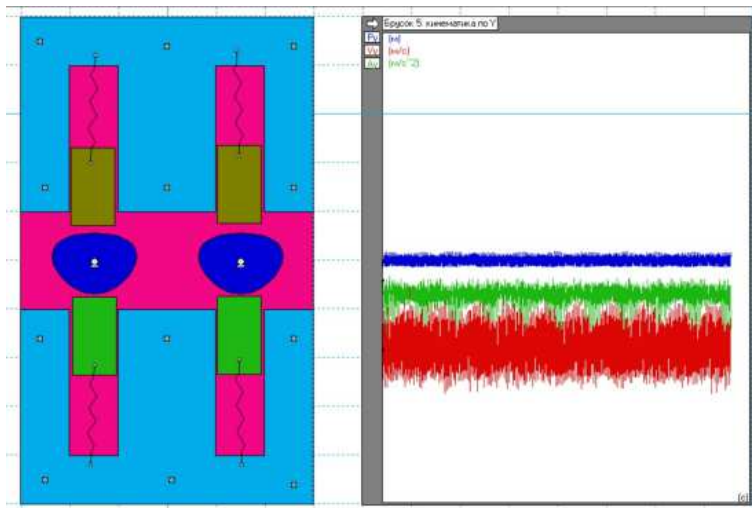 Брусок 5: кинематика по Y
Py (м)
Vy (м/с)
Ay (м/с^2)
(с)